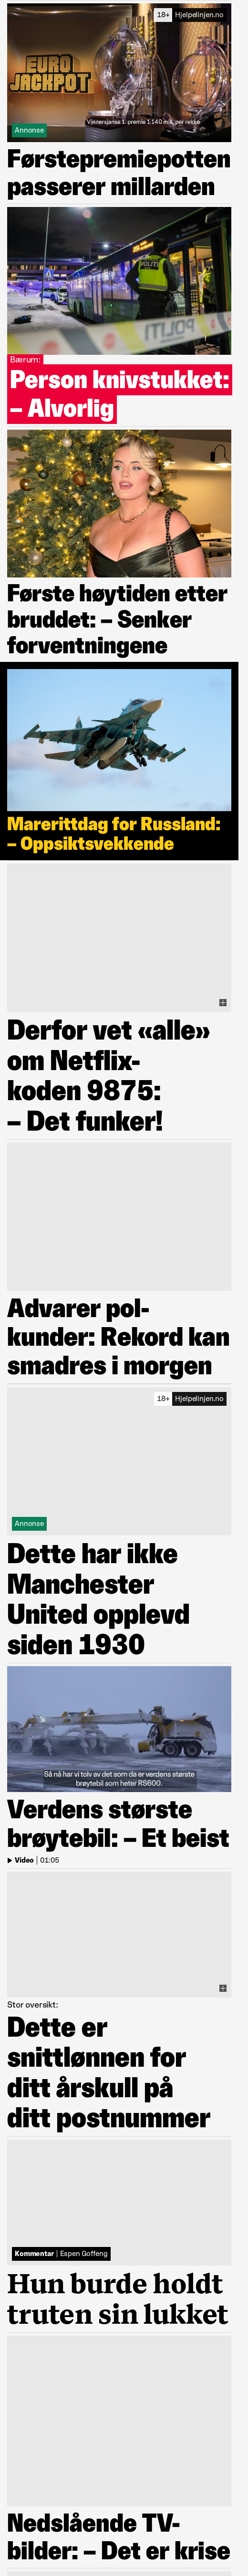 18+ Hjelpelinjen.no
EURO
JACKPOT
Vinnersjanse 1. premie 1:140 mill. per rekke
Annonse
Førstepremiepotten
passerer millarden
POLITI
POLITI
Bærum:
Person knivstukket:
– Alvorlig
Første høytiden etter
bruddet: – Senker
forventningene
Marerittdag for Russland:
– Oppsiktsvekkende
Derfor vet «alle»
om Netflix-
koden 9875:
– Det funker!
Advarer pol-
kunder: Rekord kan
smadres i morgen
18+ Hjelpelinjen.no
Annonse
Dette har ikke
Manchester
United opplevd
siden 1930
Så nå har vi tolv av det som da er verdens største
brøytebil som heter RS600.
Verdens største
brøytebil: – Et beist
Video | 01:05
Stor oversikt:
Dette er
snittlønnen for
ditt årskull på
ditt postnummer
Kommentar | Espen Goffeng
Hun burde holdt
truten sin lukket
Nedslående TV-
bilder: – Det er krise